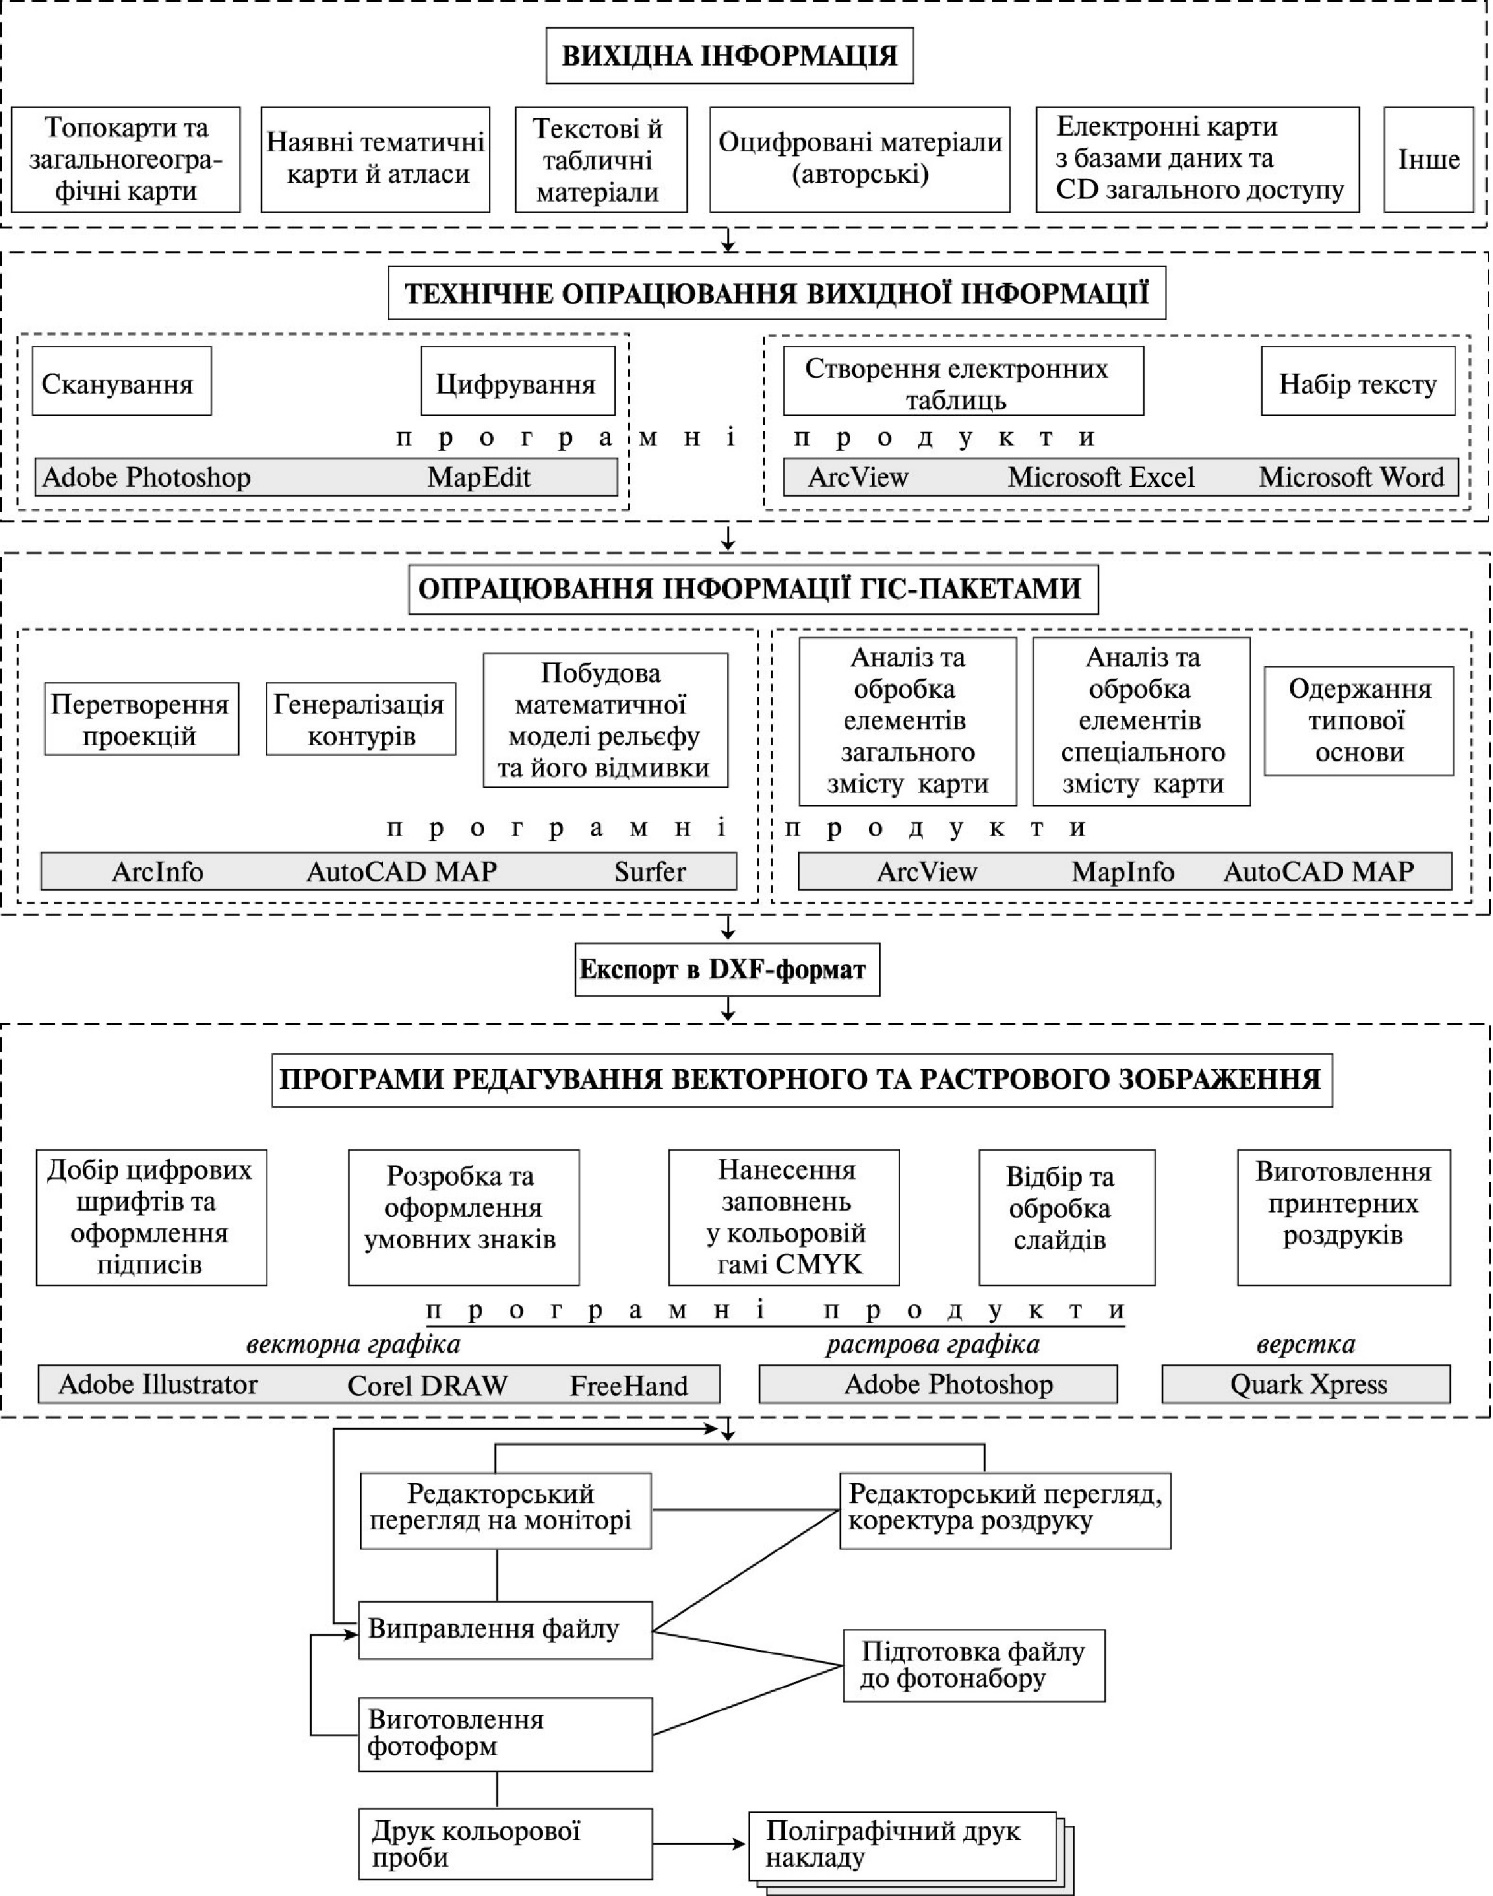 ВИХІДНА ІНФОРМАЦІЯ
Топокарти та
загальногеогра-
фічні карти
Наявні тематичні
карти й атласи
Текстові й
табличні
матеріали
Оцифровані матеріали
(авторські)
Електронні карти
з базами даних та
CD загального доступу
Інше
ТЕХНІЧНЕ ОПРАЦЮВАННЯ ВИХІДНОЇ ІНФОРМАЦІЇ
Сканування
Цифрування
Створення електронних
таблиць
Набір тексту
програмні продукти
Adobe Photoshop MapEdit
ArcView Microsoft Excel Microsoft Word
ОПРАЦЮВАННЯ ІНФОРМАЦІЇ ГІС-ПАКЕТАМИ
Перетворення
проекцій
Генералізація
контурів
Побудова
математичної
моделі рельєфу
та його відмивки
Аналіз та
обробка
елементів
загального
змісту карти
Аналіз та
обробка
елементів
спеціального
змісту карти
Одержання
типової
основи
програмні продукти
ArcInfo AutoCAD MAP Surfer
ArcView MapInfo AutoCAD MAP
Експорт в DXF-формат
ПРОГРАМИ РЕДАГУВАННЯ ВЕКТОРНОГО ТА РАСТРОВОГО ЗОБРАЖЕННЯ
Добір цифрових
шрифтів та
оформлення
підписів
Розробка та
оформлення
умовних знаків
Нанесення
заповнень
у кольоровій
гамі CMYK
Відбір та
обробка
слайдів
Виготовлення
принтерних
роздруків
програмні продукти
векторна графіка
растрова графіка
верстка
Adobe Illustrator Corel DRAW FreeHand
Adobe Photoshop
Quark Xpress
Редакторський
перегляд на моніторі
Редакторський перегляд,
коректура роздруку
Виправлення файлу
Підготовка файлу
до фотонабору
Виготовлення
фотоформ
Друк кольорової
проби
Поліграфічний друк
накладу